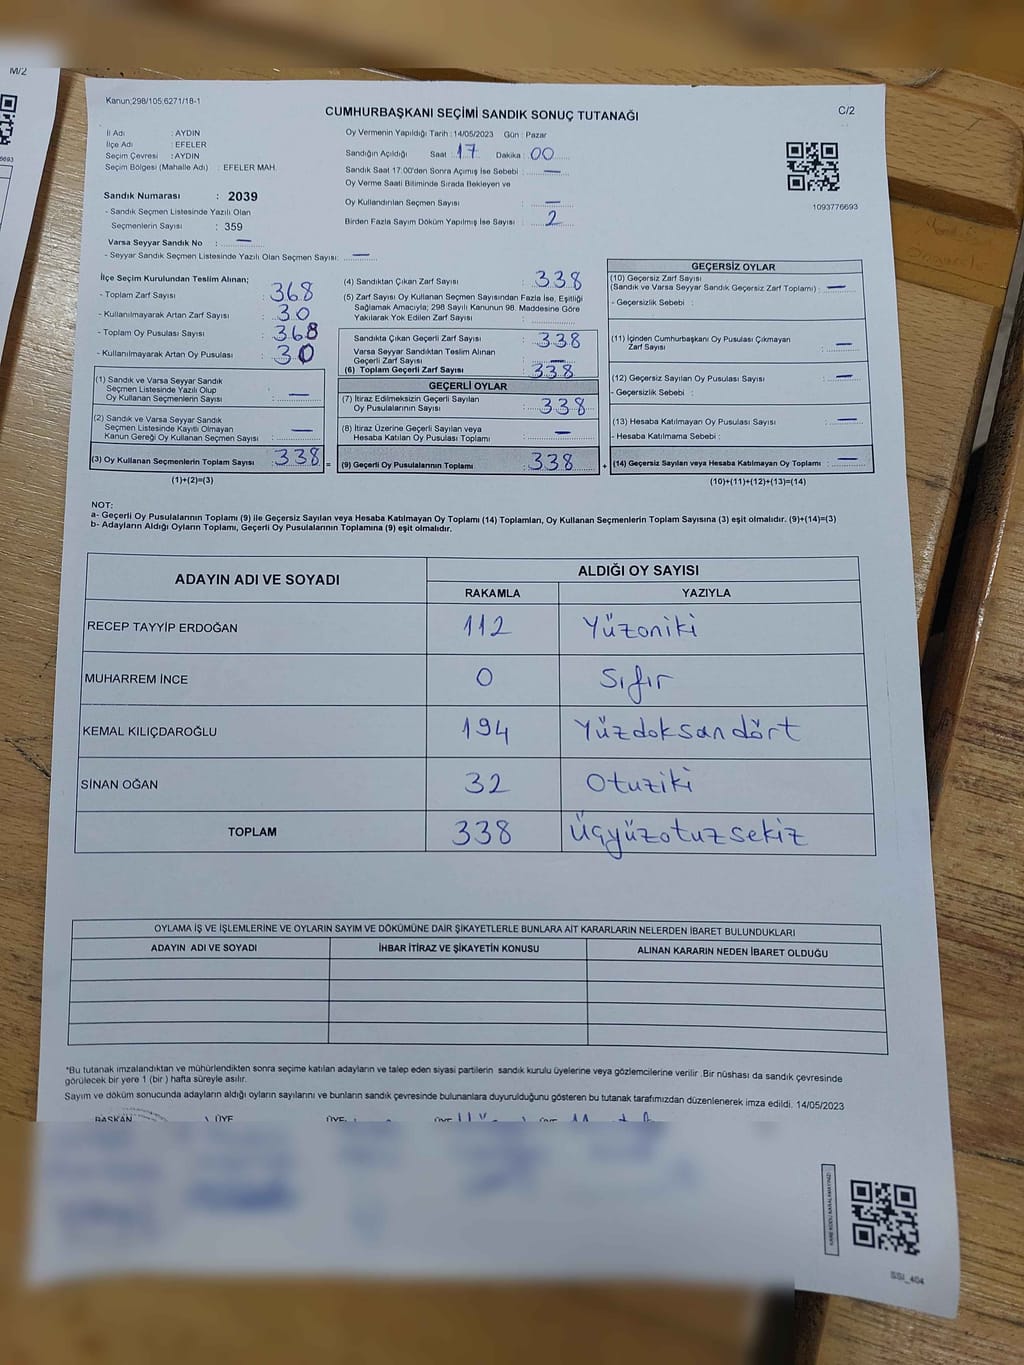 M/2
Kanun;298/105;6271/18-1
CUMHURBAŞKANI SEÇİMİ SANDIK SONUÇ TUTANAĞI
C/2
İl Adı : AYDIN
İlçe Adı : EFELER
Seçim Çevresi : AYDIN
Seçim Bölgesi (Mahalle Adı) : EFELER MAH.
Sandık Numarası : 2039
- Sandık Seçmen Listesinde Yazılı Olan
Seçmenlerin Sayısı : 359
Varsa Seyyar Sandık No : —
- Seyyar Sandık Seçmen Listesinde Yazılı Olan Seçmen Sayısı: —
Oy Vermenin Yapıldığı Tarih : 14/05/2023 Gün : Pazar
Sandığın Açıldığı Saat 17 Dakika : 00
Sandık Saat 17:00'den Sonra Açmış İse Sebebi : —
Oy Verme Saati Bitiminde Sırada Bekleyen ve
Oy Kullandırılan Seçmen Sayısı : —
Birden Fazla Sayım Döküm Yapılmış İse Sayısı : 2
1093776693
İlçe Seçim Kurulundan Teslim Alınan;
- Toplam Zarf Sayısı : 368
- Kullanılmayarak Artan Zarf Sayısı : 30
- Toplam Oy Pusulası Sayısı : 368
- Kullanılmayarak Artan Oy Pusulası : 30
(1) Sandık ve Varsa Seyyar Sandık
Seçmen Listesinde Yazılı Olup
Oy Kullanan Seçmenlerin Sayısı : —
(2) Sandık ve Varsa Seyyar Sandık
Seçmen Listesinde Kayıtlı Olmayan
Kanun Gereği Oy Kullanan Seçmen Sayısı : —
(3) Oy Kullanan Seçmenlerin Toplam Sayısı : 338 =
(1)+(2)=(3)
(4) Sandıktan Çıkan Zarf Sayısı : 338
(5) Zarf Sayısı Oy Kullanan Seçmen Sayısından Fazla İse, Eşitliği
Sağlamak Amacıyla; 298 Sayılı Kanunun 98. Maddesine Göre
Yakılarak Yok Edilen Zarf Sayısı :
Sandıkta Çıkan Geçerli Zarf Sayısı : 338
Varsa Seyyar Sandıktan Teslim Alınan
Geçerli Zarf Sayısı : —
(6) Toplam Geçerli Zarf Sayısı : 338
GEÇERLİ OYLAR
(7) İtiraz Edilmeksizin Geçerli Sayılan
Oy Pusulalarının Sayısı : 338
(8) İtiraz Üzerine Geçerli Sayılan veya
Hesaba Katılan Oy Pusulası Toplamı : —
(9) Geçerli Oy Pusulalarının Toplamı : 338 +
GEÇERSİZ OYLAR
(10) Geçersiz Zarf Sayısı
(Sandık ve Varsa Seyyar Sandık Geçersiz Zarf Toplamı) : —
- Geçersizlik Sebebi :
(11) İçinden Cumhurbaşkanı Oy Pusulası Çıkmayan
Zarf Sayısı : —
(12) Geçersiz Sayılan Oy Pusulası Sayısı : —
- Geçersizlik Sebebi :
(13) Hesaba Katılmayan Oy Pusulası Sayısı : —
- Hesaba Katılmama Sebebi :
(14) Geçersiz Sayılan veya Hesaba Katılmayan Oy Toplamı : —
(10)+(11)+(12)+(13)=(14)
NOT:
a- Geçerli Oy Pusulalarının Toplamı (9) ile Geçersiz Sayılan veya Hesaba Katılmayan Oy Toplamı (14) Toplamları, Oy Kullanan Seçmenlerin Toplam Sayısına (3) eşit olmalıdır. (9)+(14)=(3)
b- Adayların Aldığı Oyların Toplamı, Geçerli Oy Pusulalarının Toplamına (9) eşit olmalıdır.
ADAYIN ADI VE SOYADI
ALDIĞI OY SAYISI
RAKAMLA YAZIYLA
RECEP TAYYİP ERDOĞAN 112 Yüzoniki
MUHARREM İNCE 0 Sıfır
KEMAL KILIÇDAROĞLU 194 Yüzdoksandört
SİNAN OĞAN 32 Otuziki
TOPLAM 338 Üçyüzotuzsekiz
OYLAMA İŞ VE İŞLEMLERİNE VE OYLARIN SAYIM VE DÖKÜMÜNE DAİR ŞİKAYETLERLE BUNLARA AİT KARARLARIN NELERDEN İBARET BULUNDUKLARI
ADAYIN ADI VE SOYADI İHBAR İTİRAZ VE ŞİKAYETİN KONUSU ALINAN KARARIN NEDEN İBARET OLDUĞU
*Bu tutanak imzalandıktan ve mühürlendikten sonra seçime katılan adayların ve talep eden siyasi partilerin sandık kurulu üyelerine veya gözlemcilerine verilir .Bir nüshası da sandık çevresinde
görülecek bir yere 1 (bir ) hafta süreyle asılır.
Sayım ve döküm sonucunda adayların aldığı oyların sayılarını ve bunların sandık çevresinde bulunanlara duyurulduğunu gösteren bu tutanak tarafımızdan düzenlenerek imza edildi. 14/05/2023
BAŞKAN ÜYE ÜYE ÜYE ÜYE
SSI_404